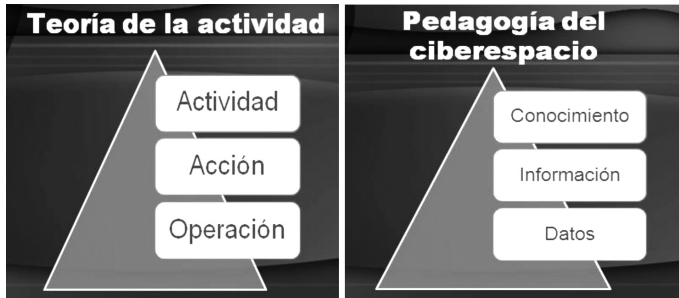 Teoría de la actividad
Actividad
Acción
Operación
Pedagogía del
ciberespacio
Conocimiento
Información
Datos